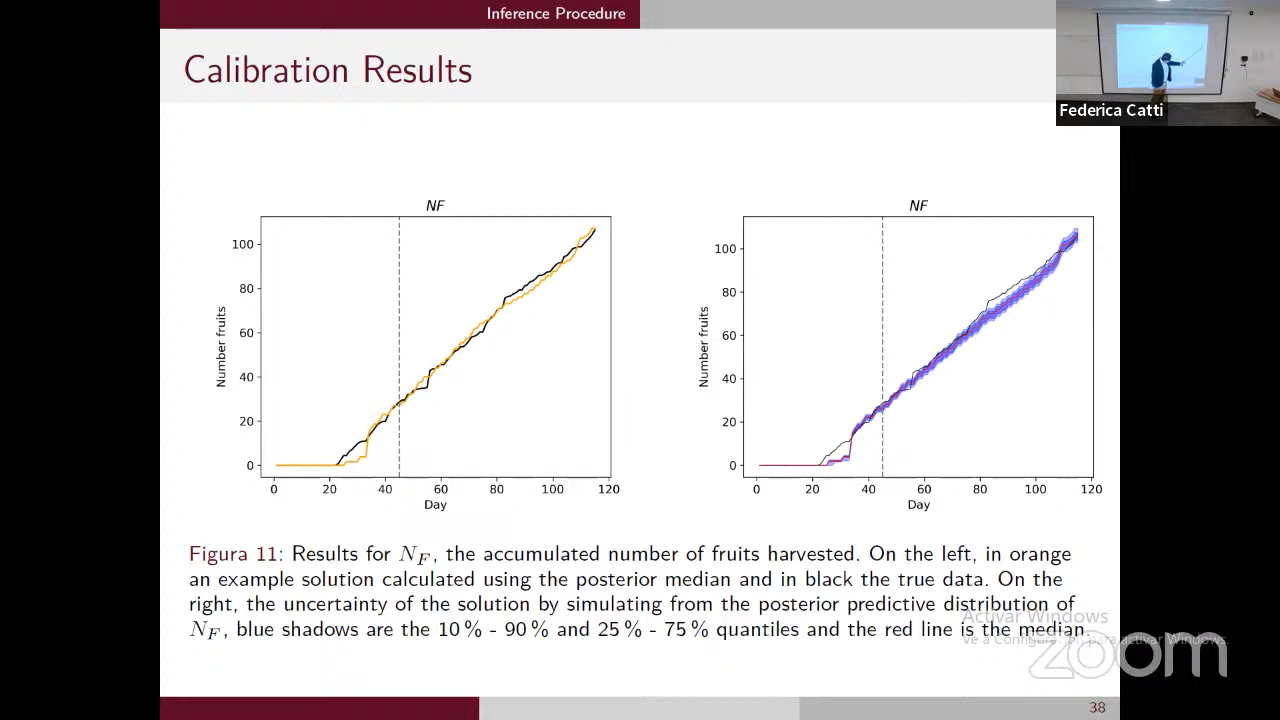 Inference Procedure
Calibration Results
Federica Catti
NF
100
80
60
40
20
0
Number fruits
0 20 40 60 80 100 120
Day
NF
100
80
60
40
20
0
Number fruits
0 20 40 60 80 100 120
Day
Figura 11: Results for N_F, the accumulated number of fruits harvested. On the left, in orange
an example solution calculated using the posterior median and in black the true data. On the
right, the uncertainty of the solution by simulating from the posterior predictive distribution of
N_F, blue shadows are the 10 % - 90 % and 25 % - 75 % quantiles and the red line is the median.
Activar Windows
Ve a Configura para activar Windows.
zoom
38